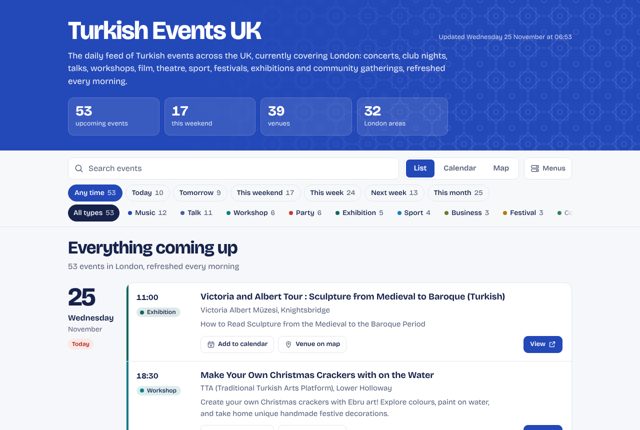 Turkish Events UK
Updated Wednesday 25 November at 06:53
The daily feed of Turkish events across the UK, currently covering London: concerts, club nights,
talks, workshops, film, theatre, sport, festivals, exhibitions and community gatherings, refreshed
every morning.
53 17 39 32
upcoming events this weekend venues London areas
Search events List Calendar Map Menus
Any time 53 Today 10 Tomorrow 9 This weekend 17 This week 24 Next week 13 This month 25
All types 53 Music 12 Talk 11 Workshop 6 Party 6 Exhibition 5 Sport 4 Business 3 Festival 3
Everything coming up
53 events in London, refreshed every morning
25
Wednesday
November
Today
11:00 Victoria and Albert Tour : Sculpture from Medieval to Baroque (Turkish)
Exhibition Victoria Albert Müzesi, Knightsbridge
How to Read Sculpture from the Medieval to the Baroque Period
Add to calendar Venue on map View
18:30 Make Your Own Christmas Crackers with on the Water
Workshop TTA (Traditional Turkish Arts Platform), Lower Holloway
Create your own Christmas crackers with Ebru art! Explore colours, paint on water,
and take home unique handmade festive decorations.